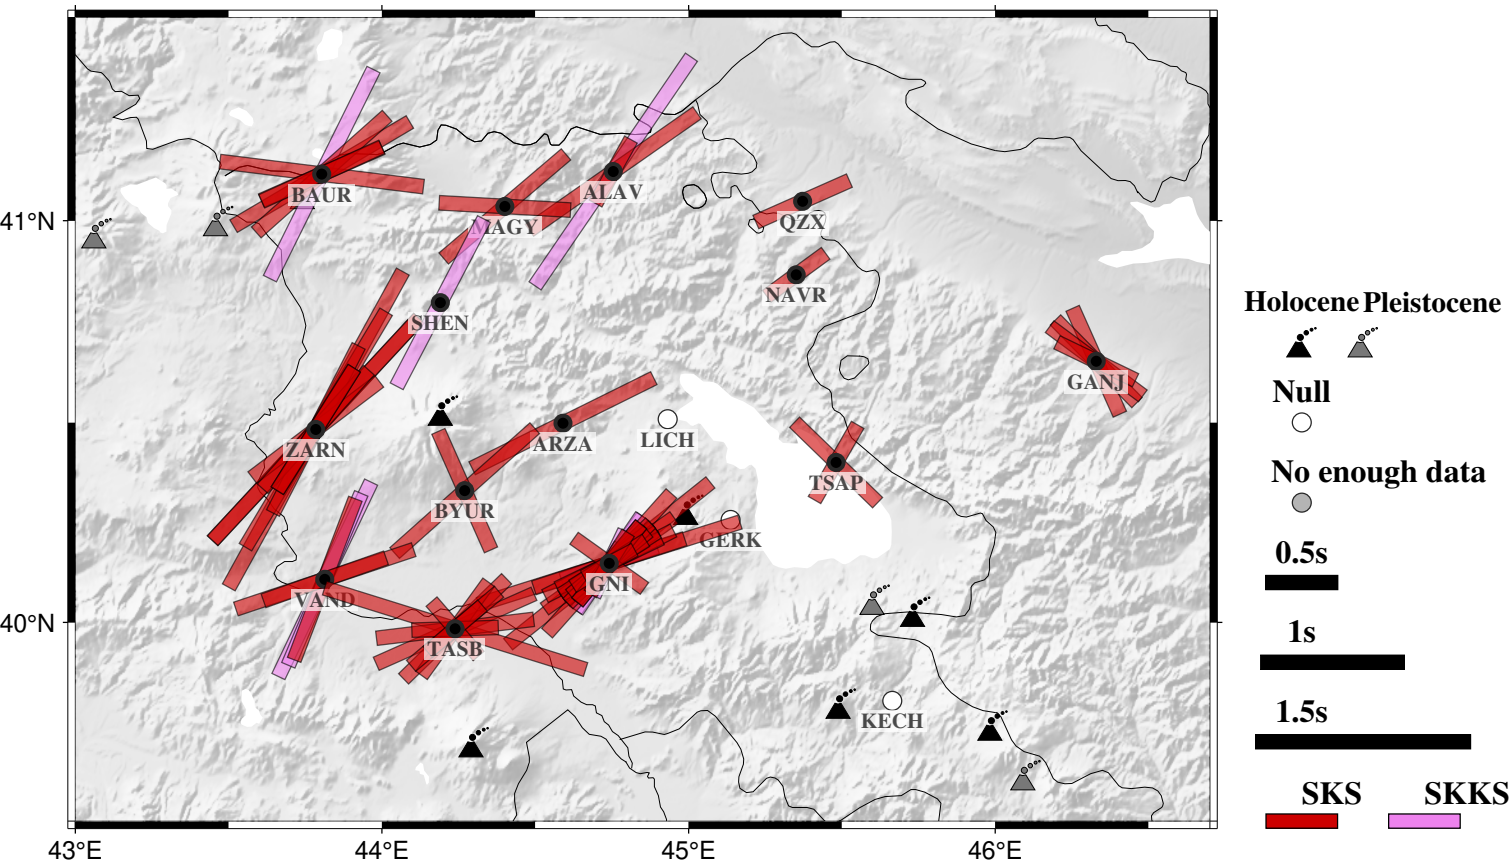 BAUR
MAGY
ALAV
QZX
NAVR
SHEN
GANJ
ZARN
ARZA
LICH
TSAP
BYUR
GERK
GNI
VAND
TASB
KECH
41°N
40°N
43°E
44°E
45°E
46°E
Holocene Pleistocene
Null
No enough data
0.5s
1s
1.5s
SKS SKKS